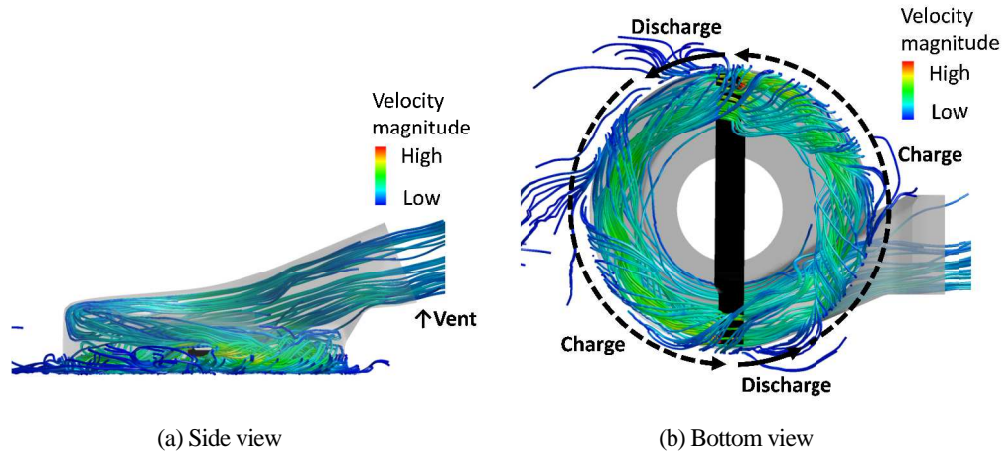 Velocity
magnitude
High
Low
↑Vent
(a) Side view
Discharge
Velocity
magnitude
High
Low
Charge
Charge
Discharge
(b) Bottom view